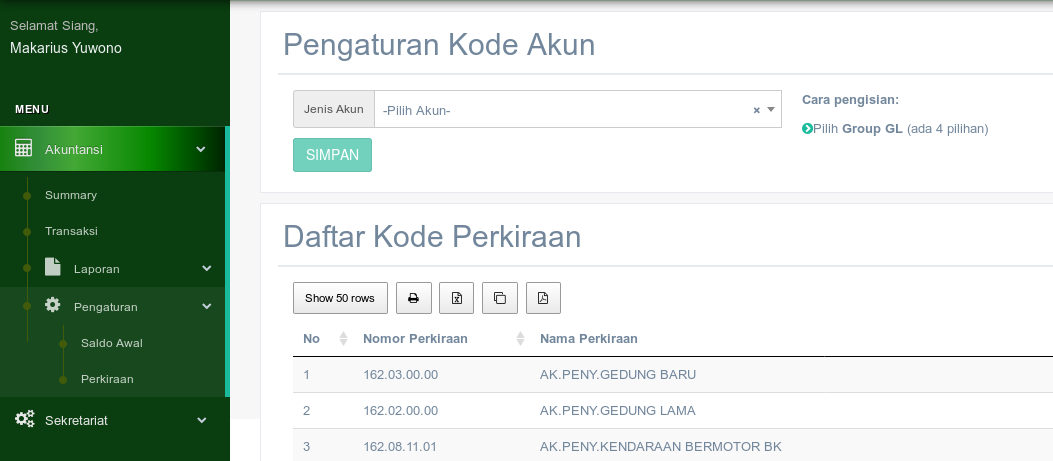 Selamat Siang,
Makarius Yuwono
MENU
Akuntansi
Summary
Transaksi
Laporan
Pengaturan
Saldo Awal
Perkiraan
Sekretariat
Pengaturan Kode Akun
Jenis Akun -Pilih Akun- × 
SIMPAN
Cara pengisian:
Pilih Group GL (ada 4 pilihan)
Daftar Kode Perkiraan
Show 50 rows
No Nomor Perkiraan Nama Perkiraan
1 162.03.00.00 AK.PENY.GEDUNG BARU
2 162.02.00.00 AK.PENY.GEDUNG LAMA
3 162.08.11.01 AK.PENY.KENDARAAN BERMOTOR BK